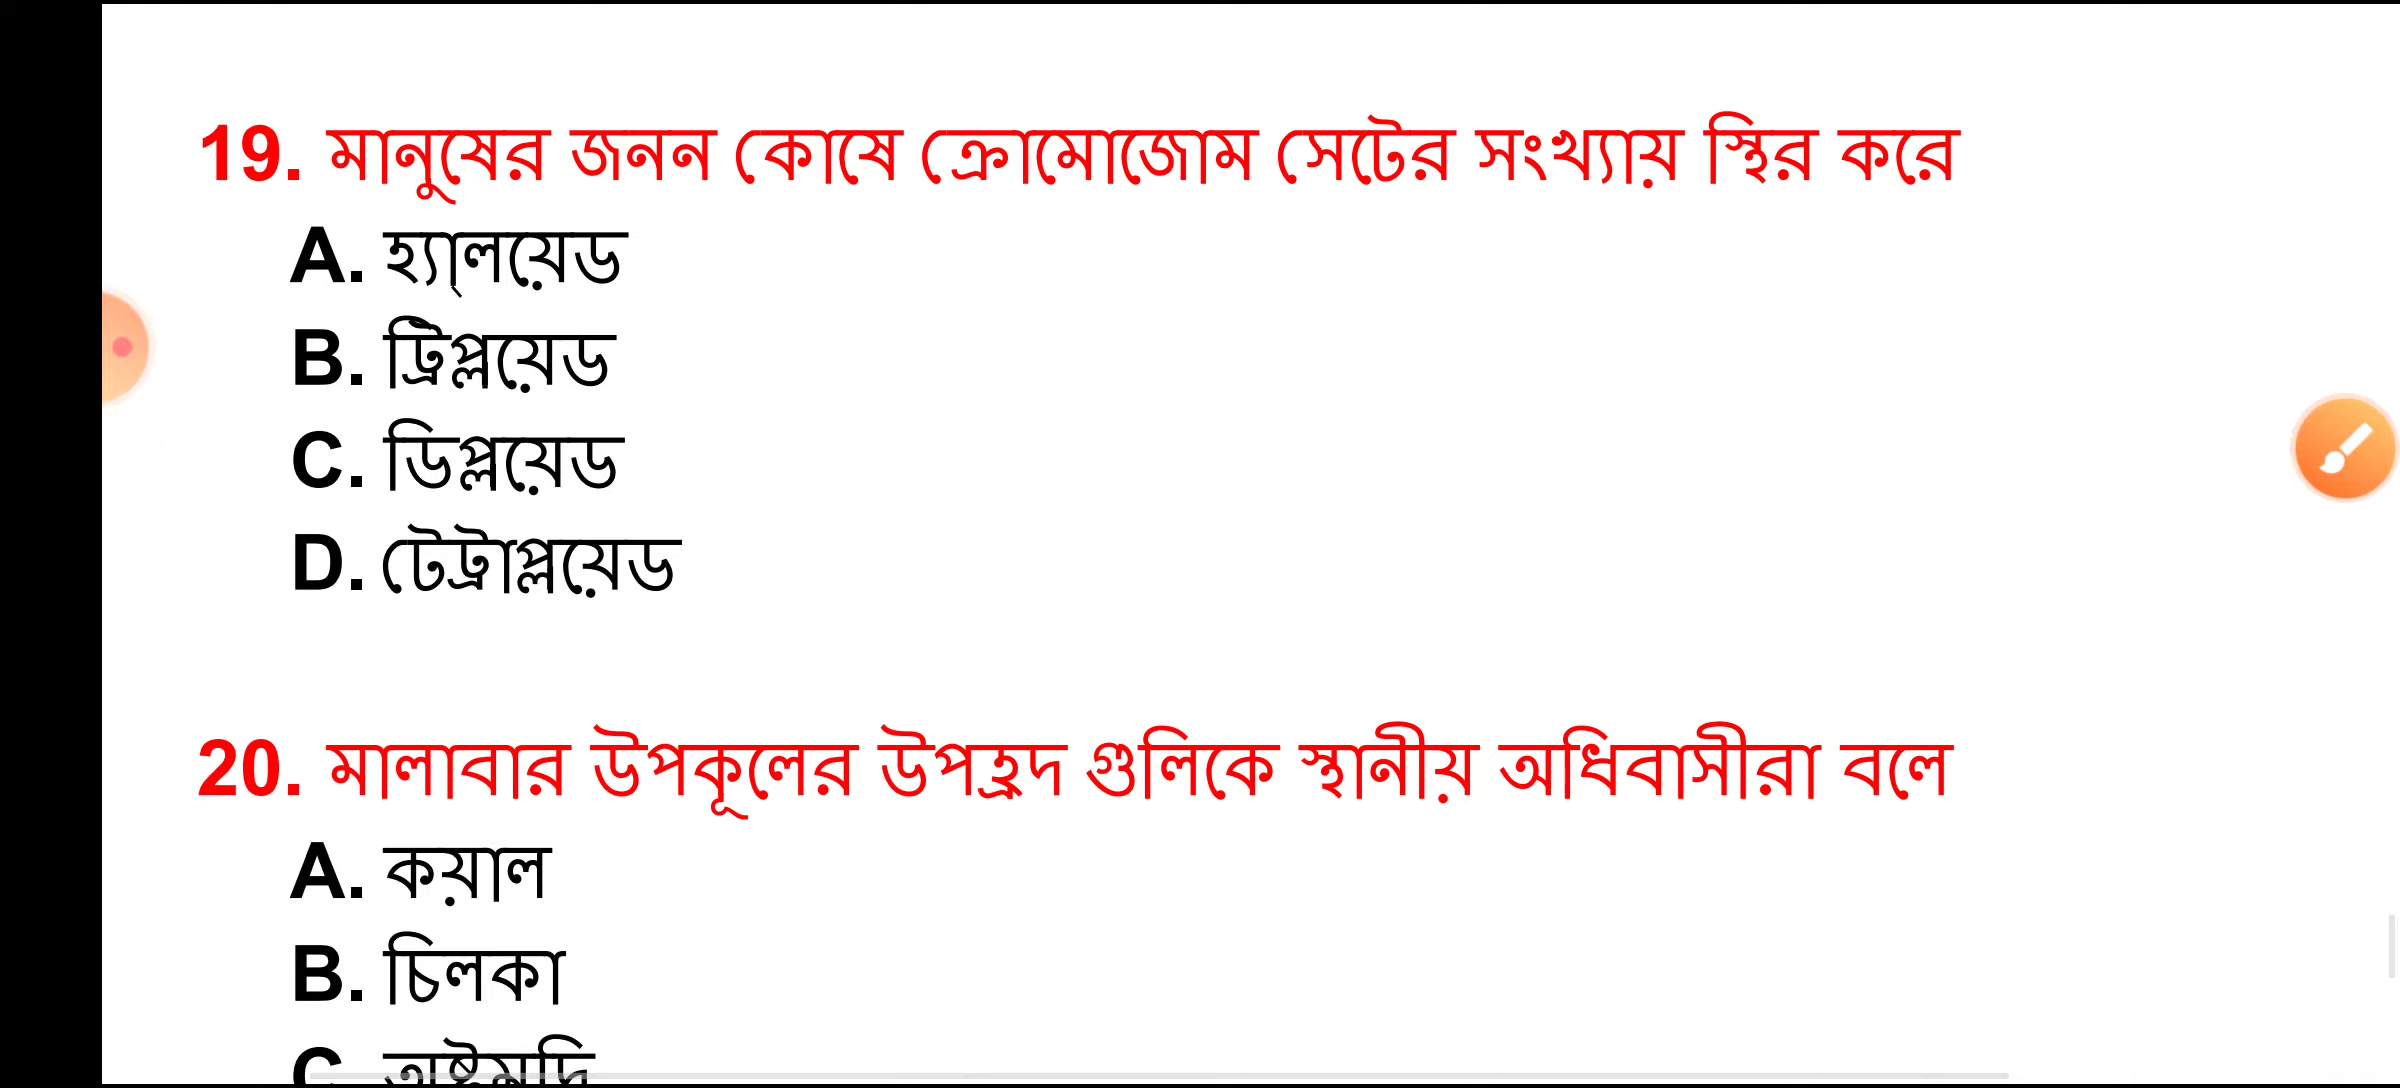 19. মানুষের জনন কোষে ক্রোমোজোম সেটের সংখ্যায় স্থির করে
A. হ্যা্লয়েড
B. ট্রিপ্লয়েড
C. ডিপ্লয়েড
D. টেট্রাপ্লয়েড
20. মালাবার উপকূলের উপহ্রদ গুলিকে স্থানীয় অধিবাসীরা বলে
A. কয়াল
B. চিলকা
C.